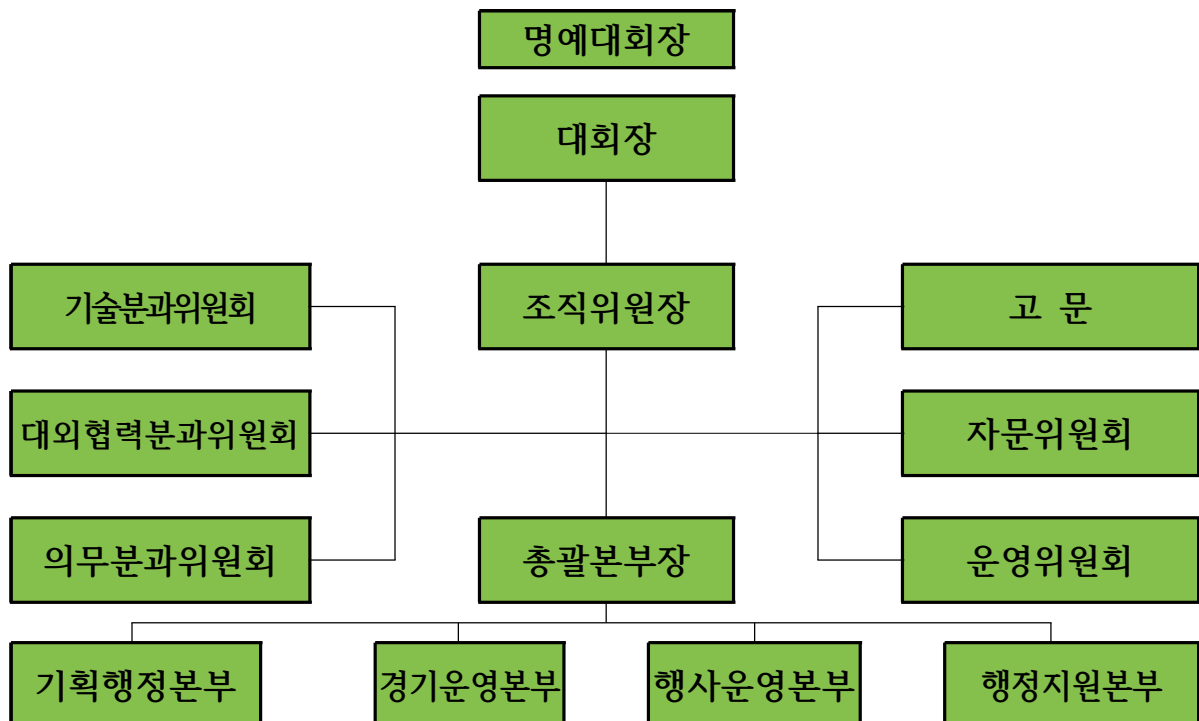 명예대회장
대회장
기술분과위원회
조직위원장
고 문
대외협력분과위원회
자문위원회
의무분과위원회
총괄본부장
운영위원회
기획행정본부
경기운영본부
행사운영본부
행정지원본부